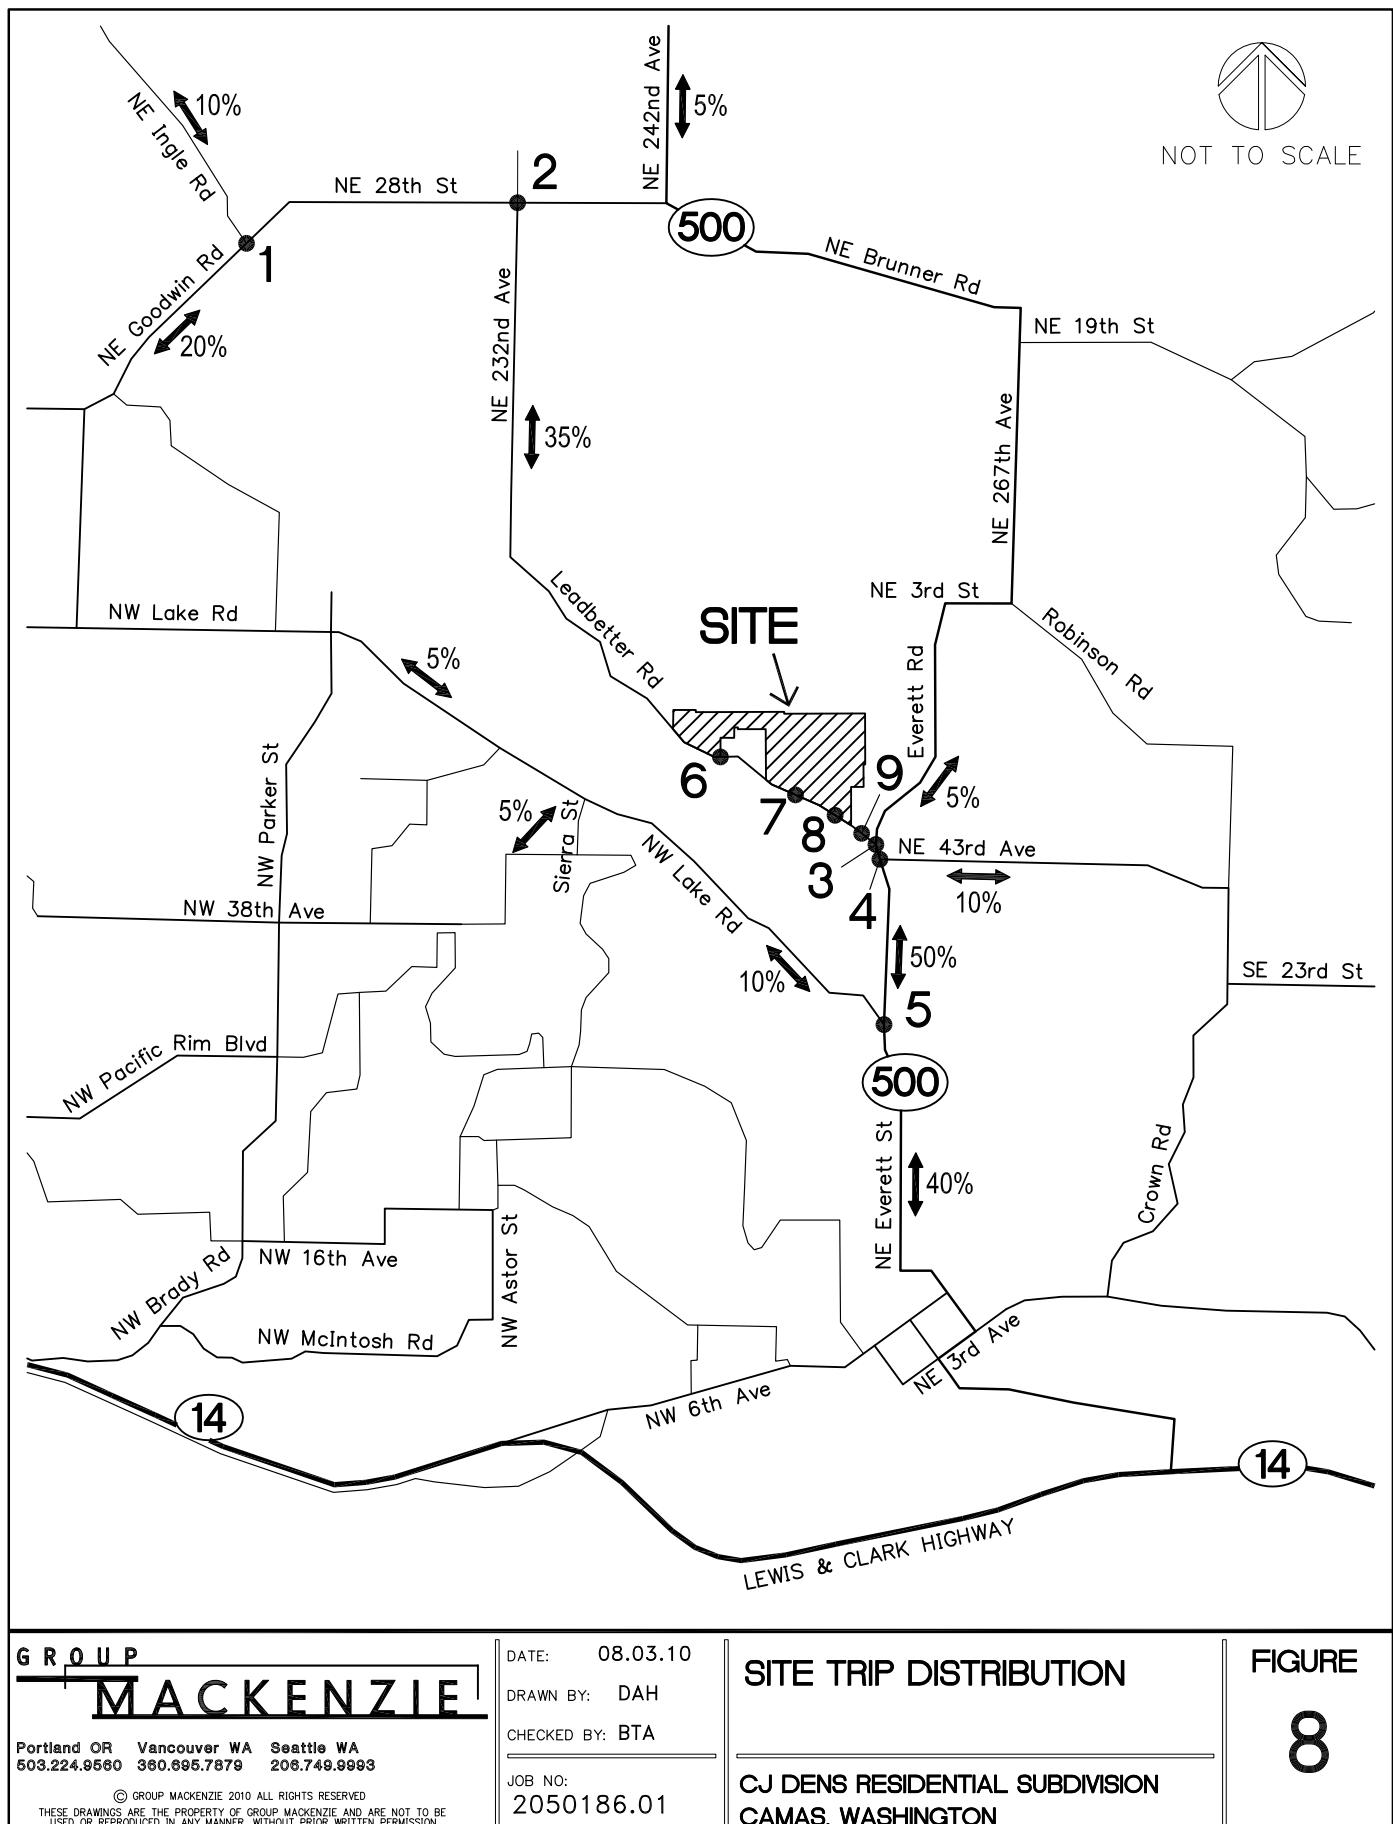 10%
NE Ingle Rd
NE 242nd Ave
5%
NOT TO SCALE
2
NE 28th St
500
1
NE Brunner Rd
NE Goodwin Rd
20%
NE 232nd Ave
NE 19th St
35%
NE 267th Ave
Leadbetter Rd
NE 3rd St
NW Lake Rd
SITE
Robinson Rd
5%
Everett Rd
NW Parker St
6
9
7
5%
5%
8
Sierra St
NE 43rd Ave
3
NW Lake Rd
4
10%
NW 38th Ave
50%
10%
SE 23rd St
5
NW Pacific Rim Blvd
500
NE Everett St
40%
Crown Rd
NW 16th Ave
NW Astor St
NW Brady Rd
NW McIntosh Rd
NE 3rd Ave
NW 6th Ave
14
14
LEWIS & CLARK HIGHWAY
GROUP
MACKENZIE
Portland OR Vancouver WA Seattle WA
503.224.9560 360.695.7879 206.749.9993
© GROUP MACKENZIE 2010 ALL RIGHTS RESERVED
THESE DRAWINGS ARE THE PROPERTY OF GROUP MACKENZIE AND ARE NOT TO BE
USED OR REPRODUCED IN ANY MANNER, WITHOUT PRIOR WRITTEN PERMISSION
DATE: 08.03.10
DRAWN BY: DAH
CHECKED BY: BTA
JOB NO:
2050186.01
SITE TRIP DISTRIBUTION
CJ DENS RESIDENTIAL SUBDIVISION
CAMAS, WASHINGTON
FIGURE
8